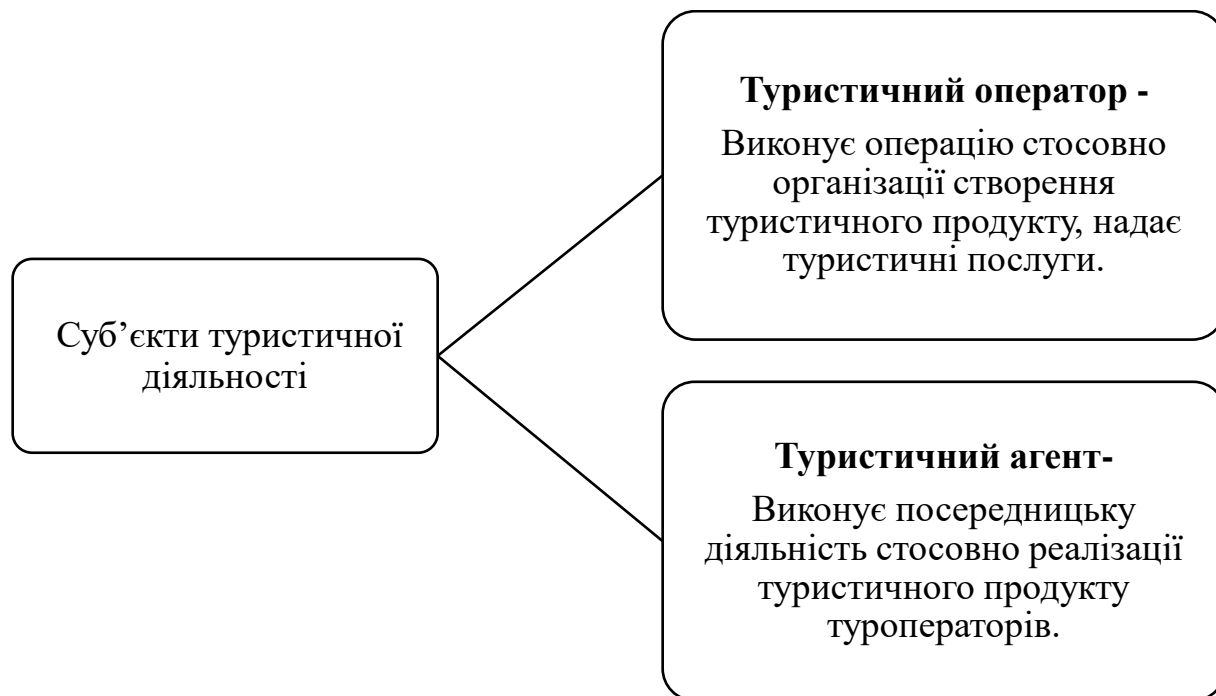 Суб’єкти туристичної
діяльності
Туристичний оператор -
Виконує операцію стосовно
організації створення
туристичного продукту, надає
туристичні послуги.
Туристичний агент-
Виконує посередницьку
діяльність стосовно реалізації
туристичного продукту
туроператорів.